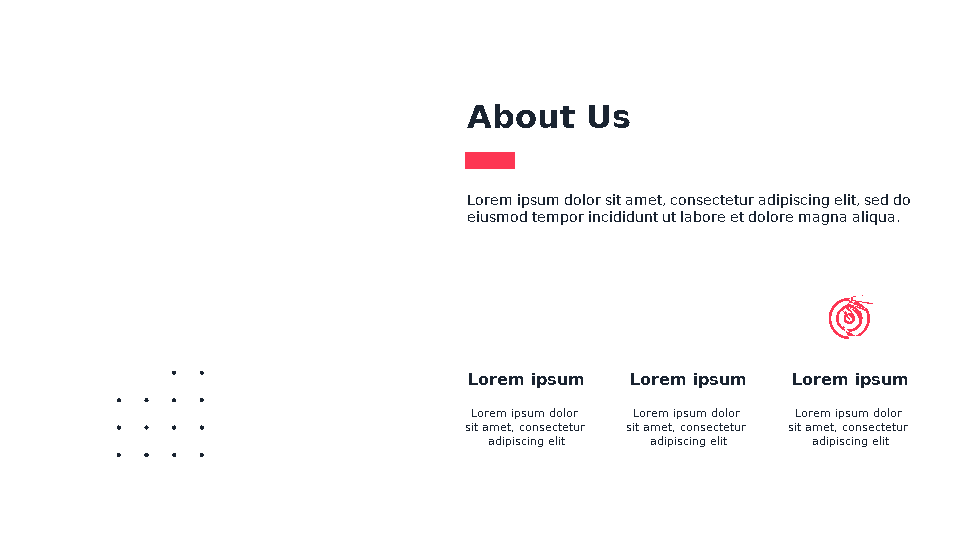 About Us
Lorem ipsum dolor sit amet, consectetur adipiscing elit, sed do
eiusmod tempor incididunt ut labore et dolore magna aliqua.
Lorem ipsum
Lorem ipsum dolor
sit amet, consectetur
adipiscing elit
Lorem ipsum
Lorem ipsum dolor
sit amet, consectetur
adipiscing elit
Lorem ipsum
Lorem ipsum dolor
sit amet, consectetur
adipiscing elit